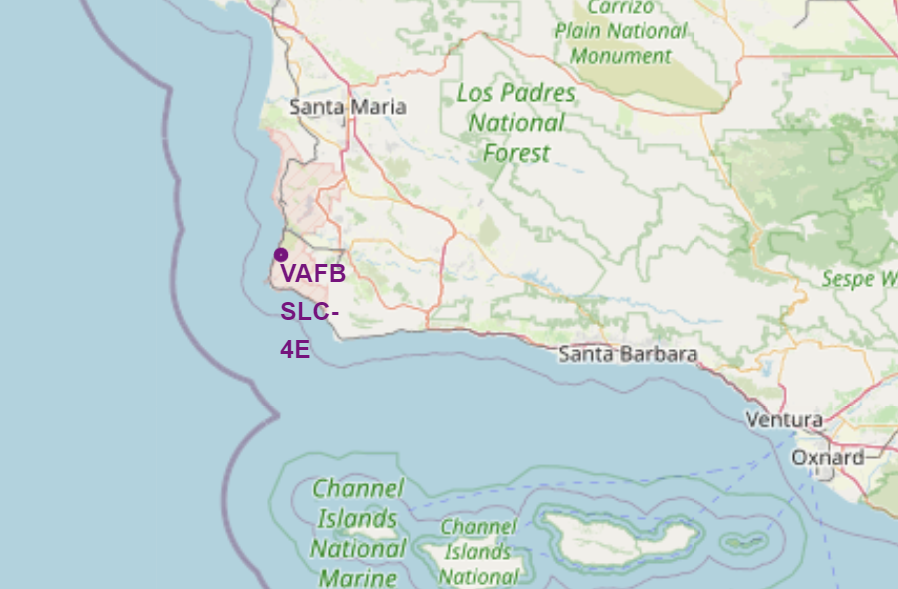 Carrizo
Plain National
Monument
Los Padres
National
Forest
Santa Maria
VAFB
SLC-
4E
Sespe W
Santa Barbara
Ventura
Oxnard
Channel
Islands
National
Marine
Channel
Islands
National